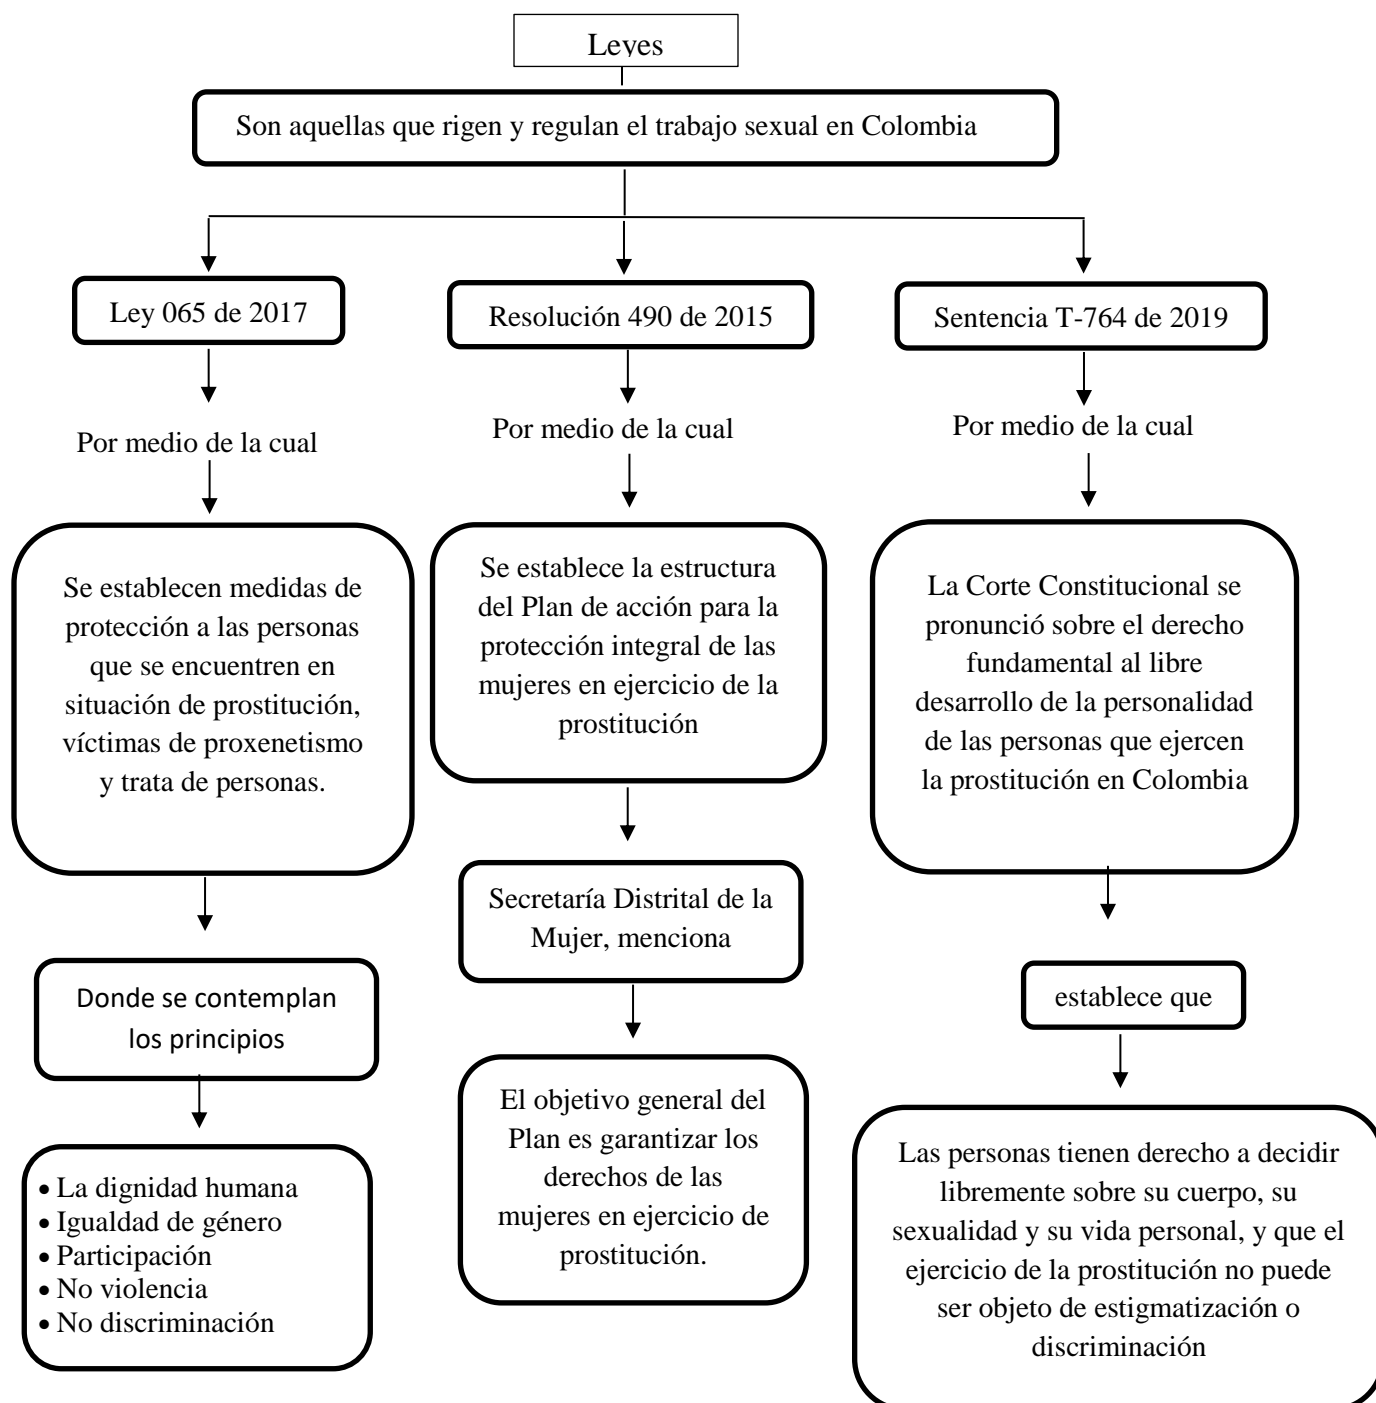 Leyes
Son aquellas que rigen y regulan el trabajo sexual en Colombia
Ley 065 de 2017
Por medio de la cual
Se establecen medidas de
protección a las personas
que se encuentren en
situación de prostitución,
víctimas de proxenetismo
y trata de personas.
Donde se contemplan
los principios
• La dignidad humana
• Igualdad de género
• Participación
• No violencia
• No discriminación
Resolución 490 de 2015
Por medio de la cual
Se establece la estructura
del Plan de acción para la
protección integral de las
mujeres en ejercicio de la
prostitución
Secretaría Distrital de la
Mujer, menciona
El objetivo general del
Plan es garantizar los
derechos de las
mujeres en ejercicio de
prostitución.
Sentencia T-764 de 2019
Por medio de la cual
La Corte Constitucional se
pronunció sobre el derecho
fundamental al libre
desarrollo de la personalidad
de las personas que ejercen
la prostitución en Colombia
establece que
Las personas tienen derecho a decidir
libremente sobre su cuerpo, su
sexualidad y su vida personal, y que el
ejercicio de la prostitución no puede
ser objeto de estigmatización o
discriminación